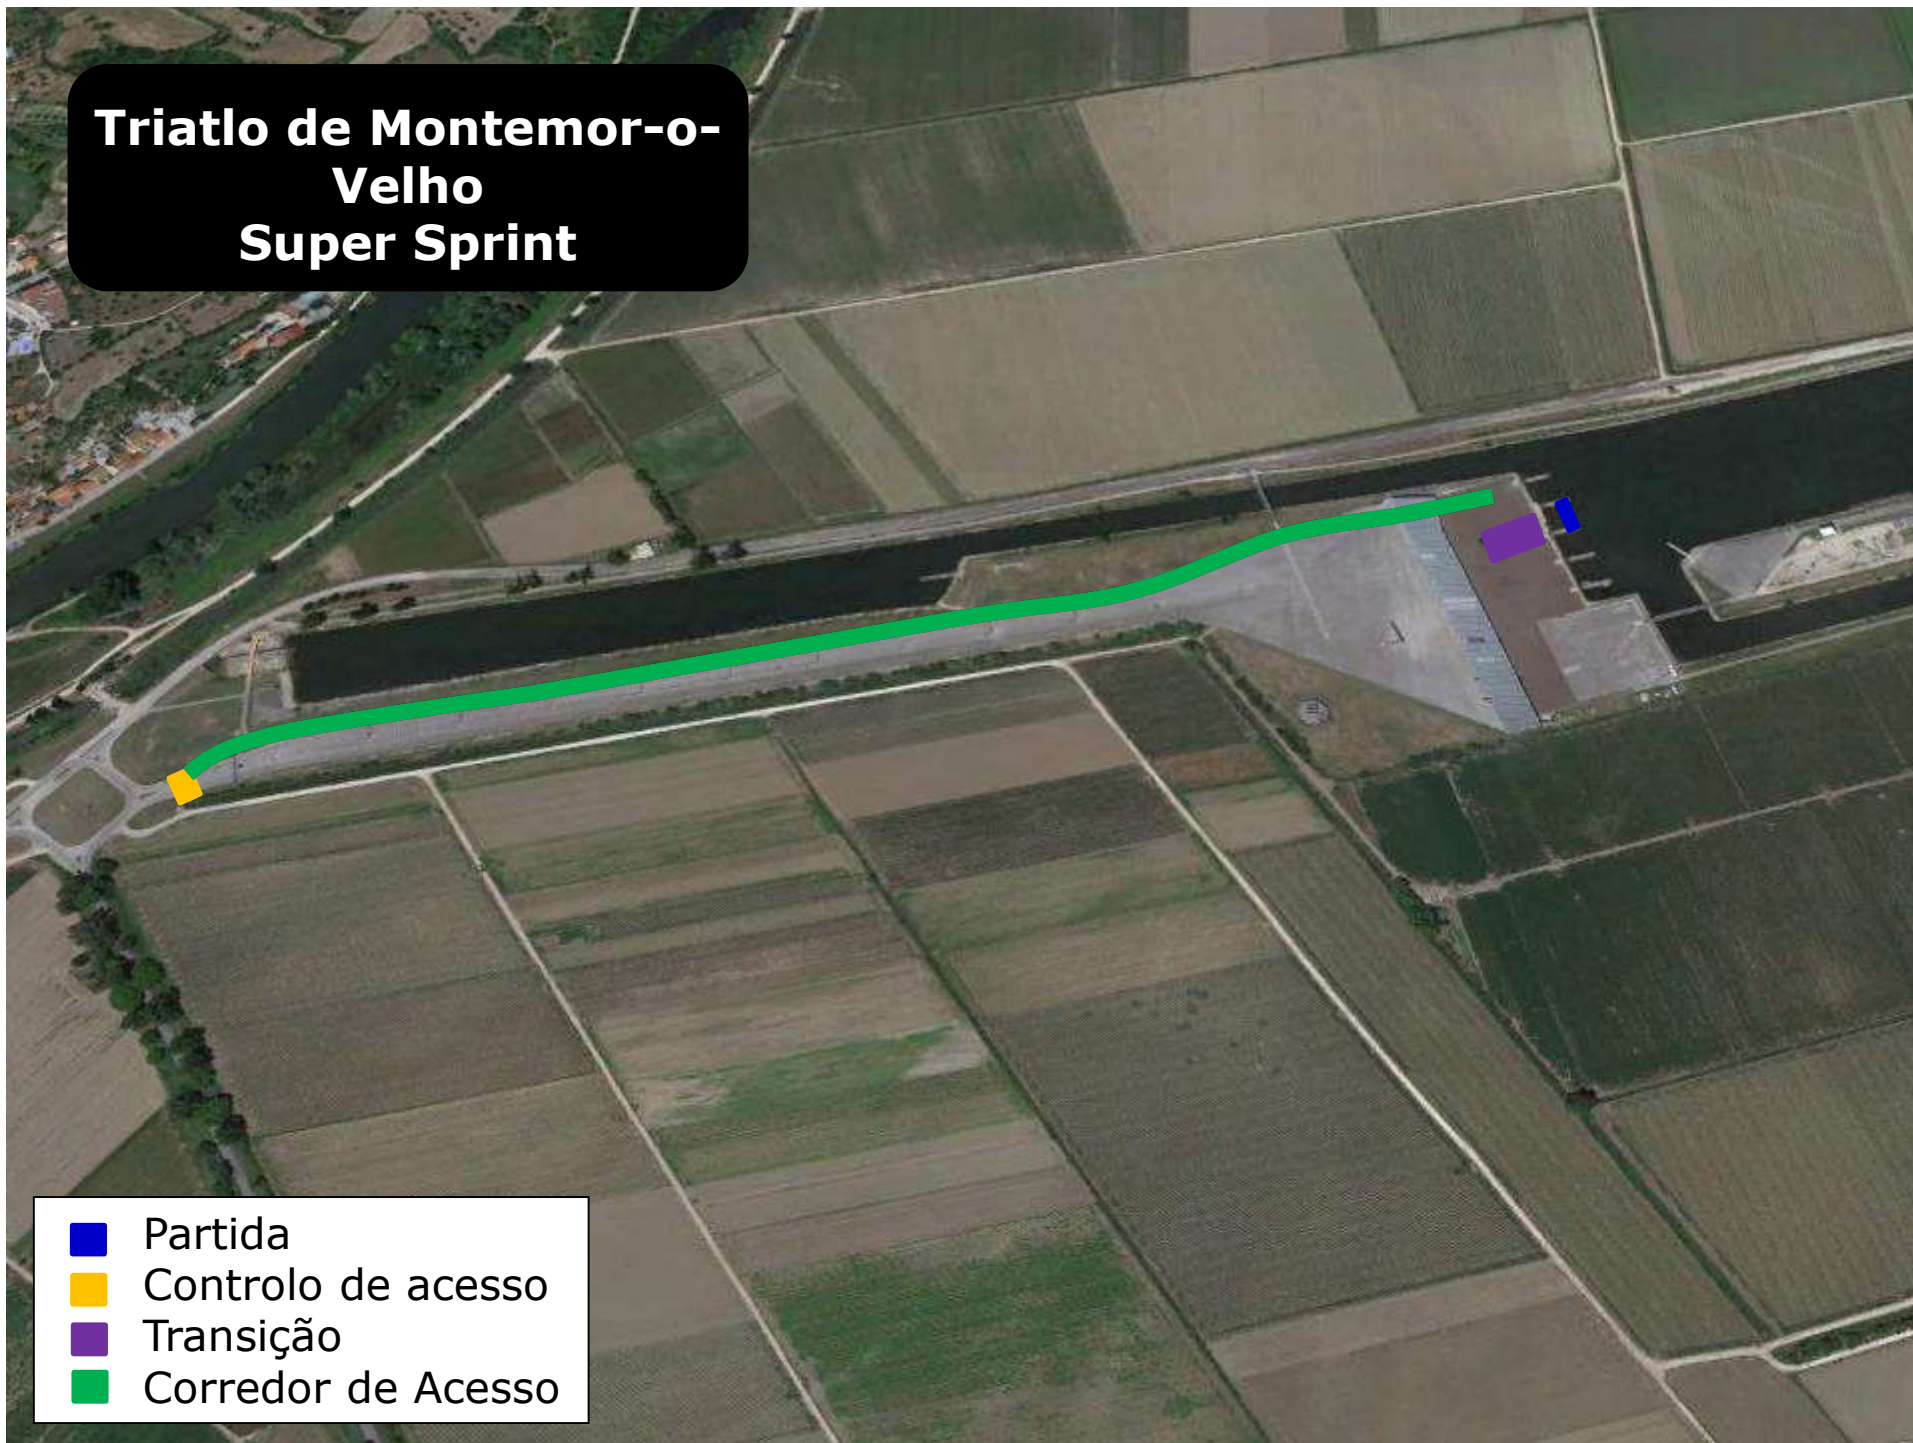 Triatlo de Montemor-o-
Velho
Super Sprint
Partida
Controlo de acesso
Transição
Corredor de Acesso